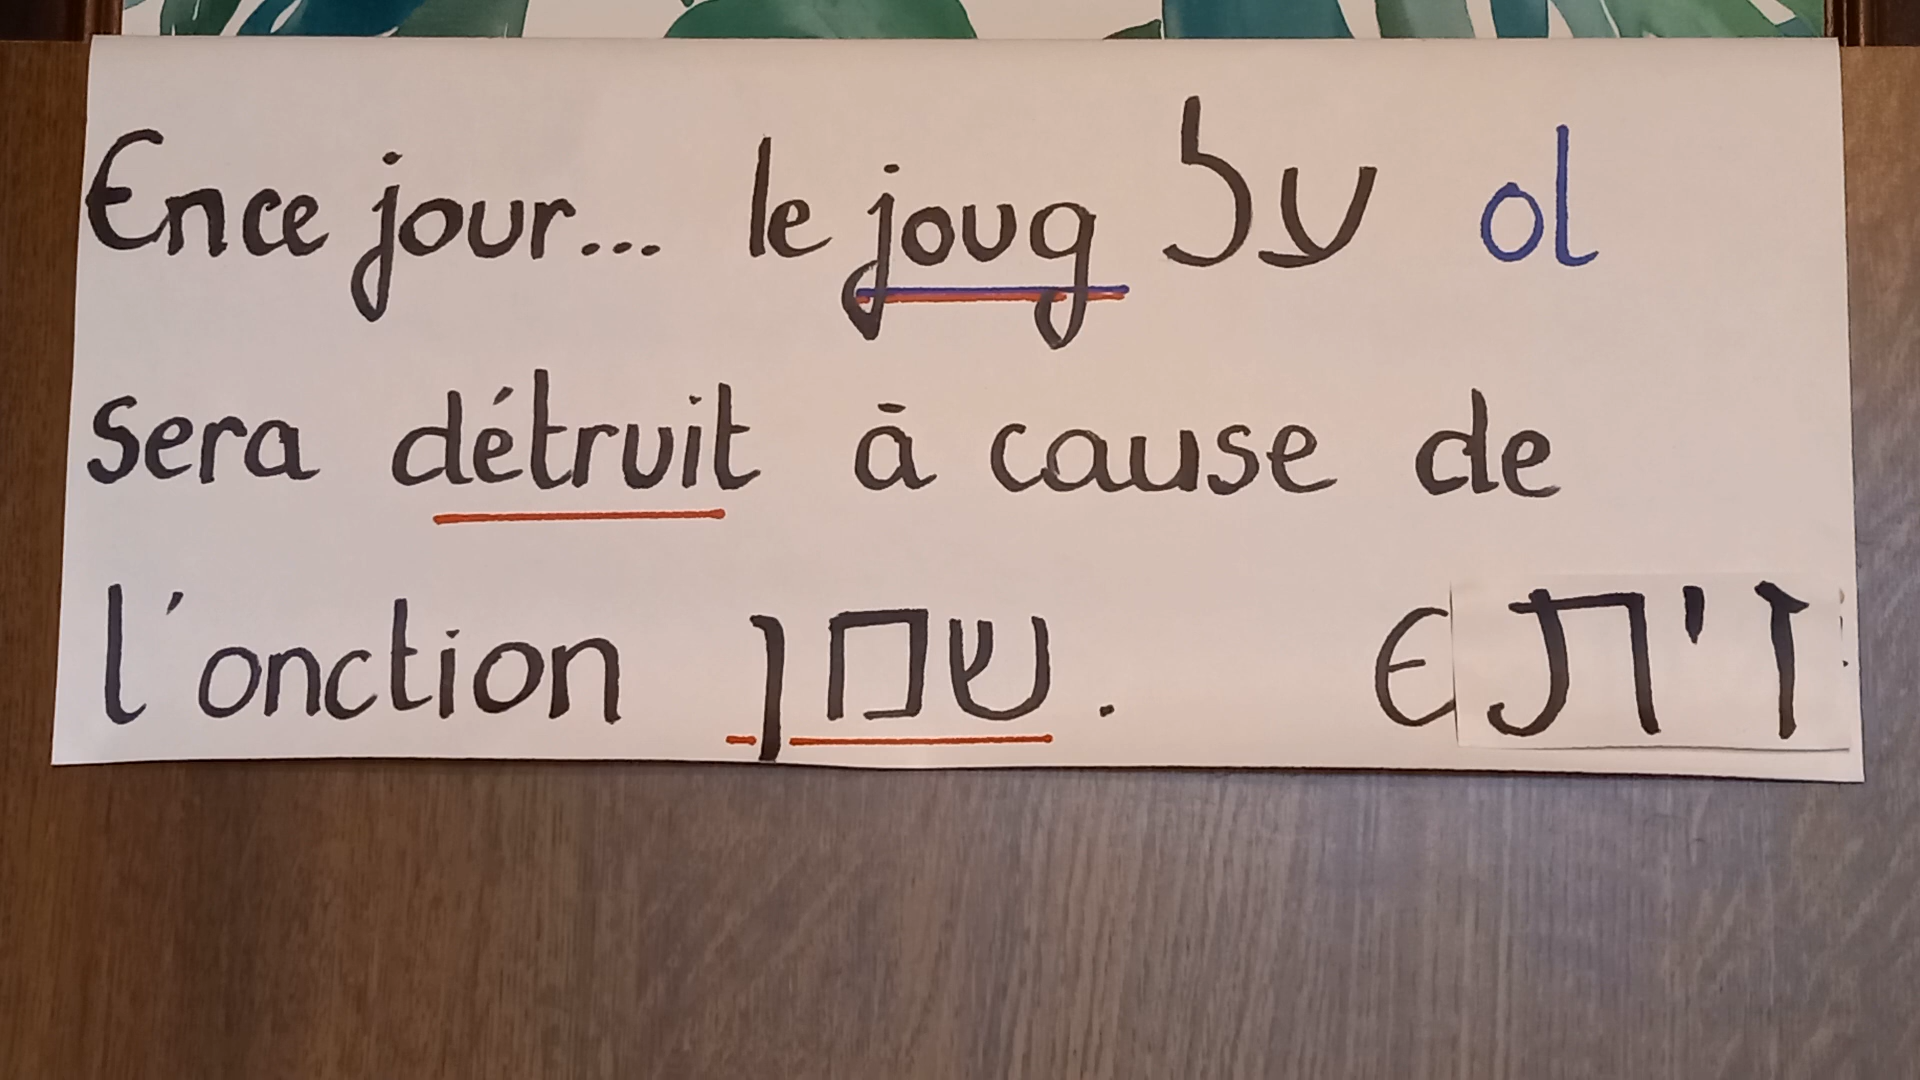 En ce jour... le joug על ol
sera détruit à cause de
l'onction שמן. ∈ זית